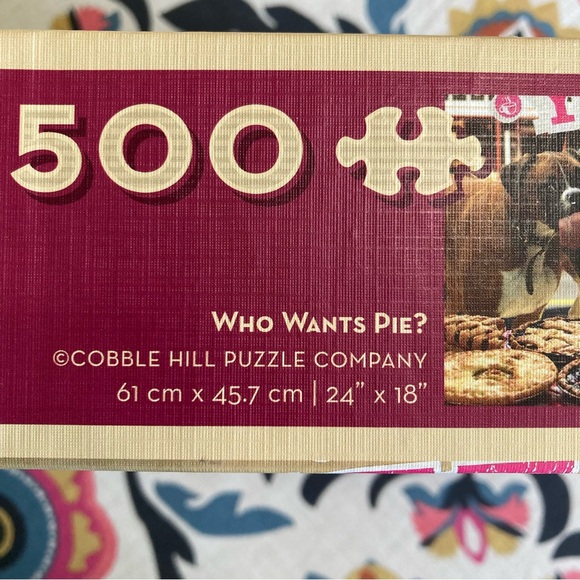 500
WHO WANTS PIE?
©COBBLE HILL PUZZLE COMPANY
61 cm x 45.7 cm | 24” x 18”